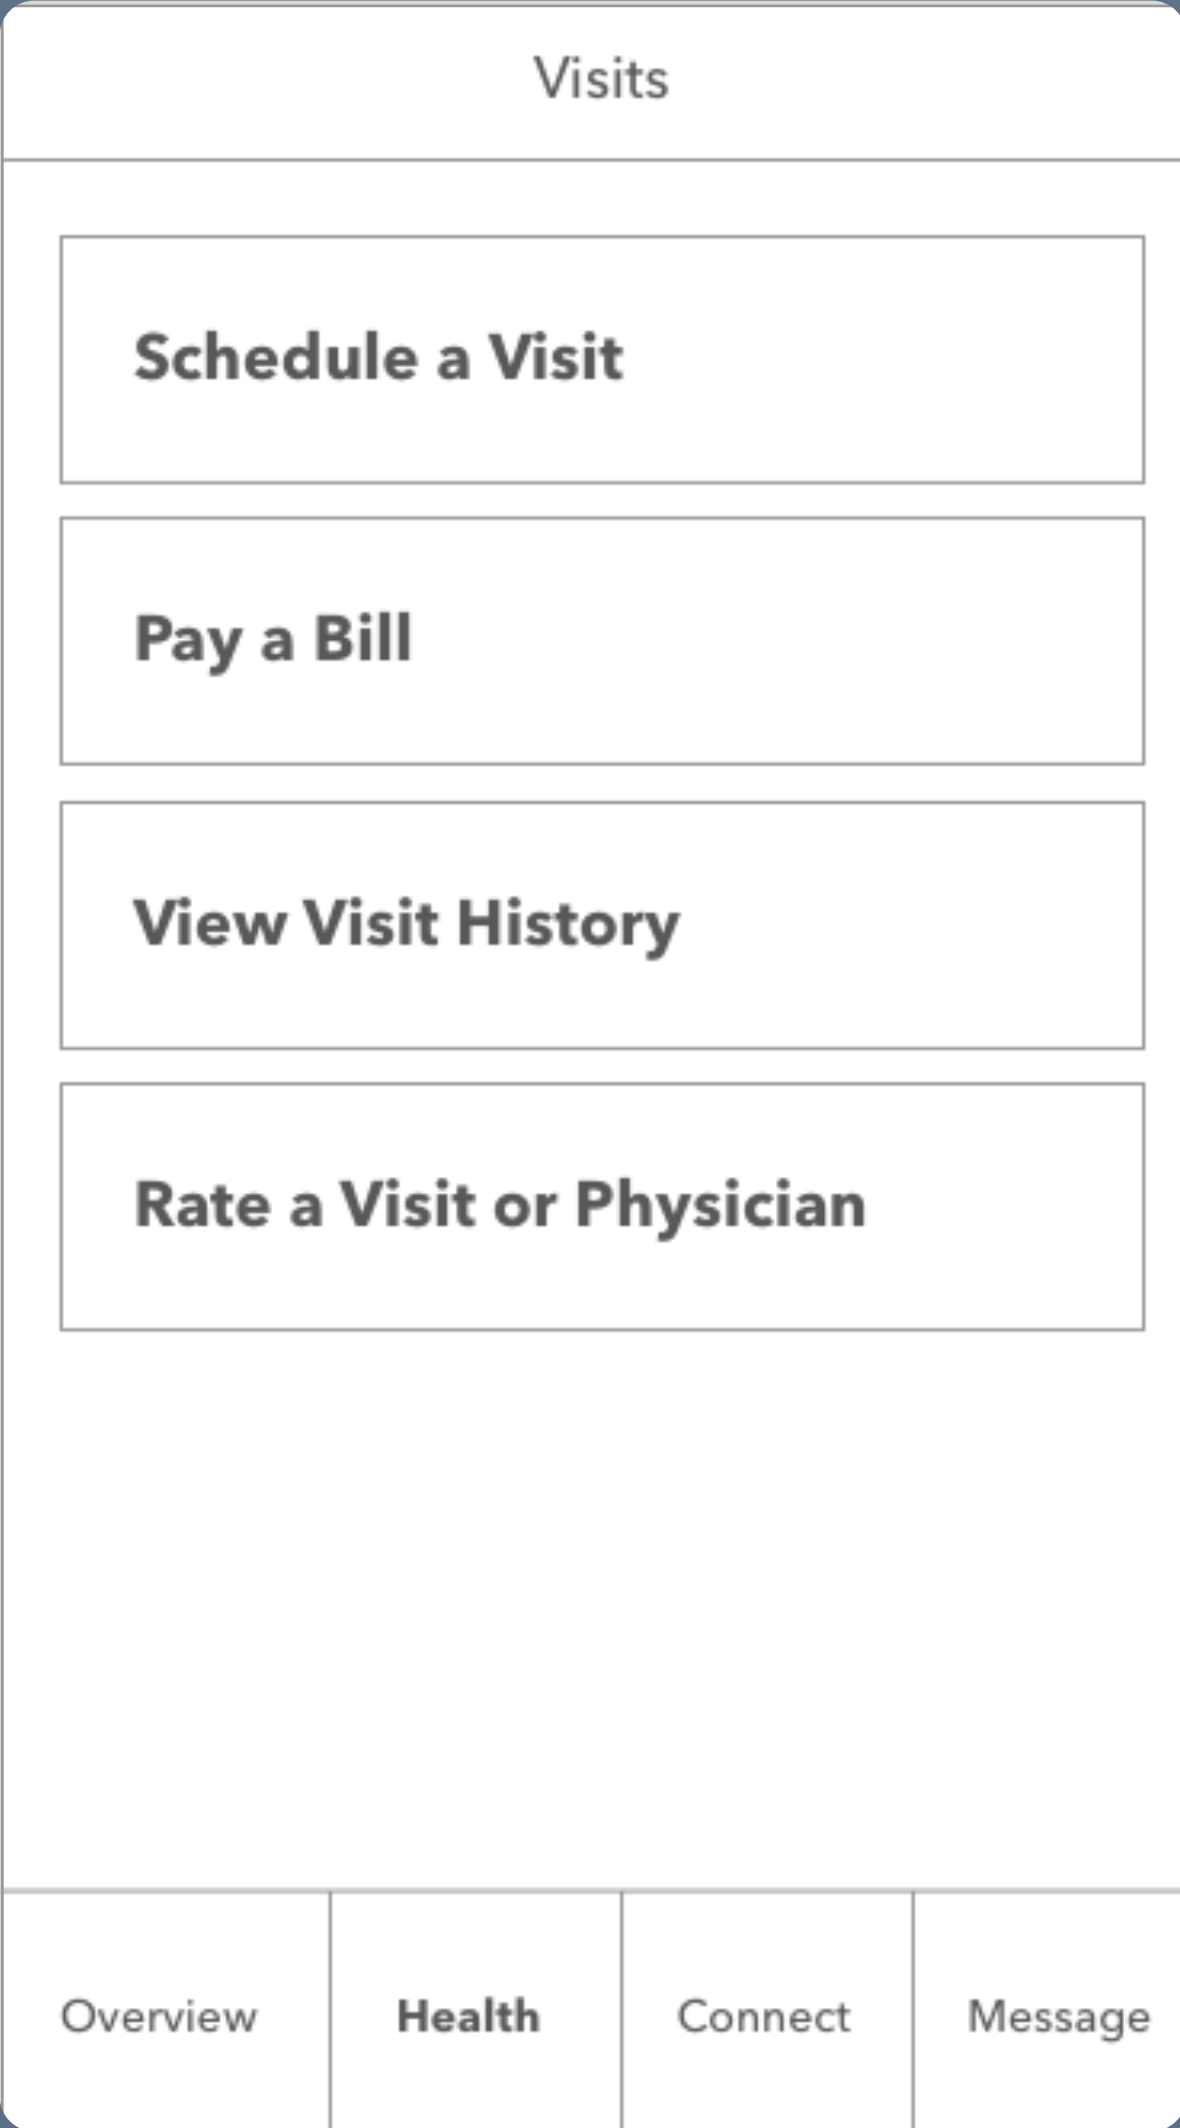 Visits
Schedule a Visit
Pay a Bill
View Visit History
Rate a Visit or Physician
Overview
Health
Connect
Message